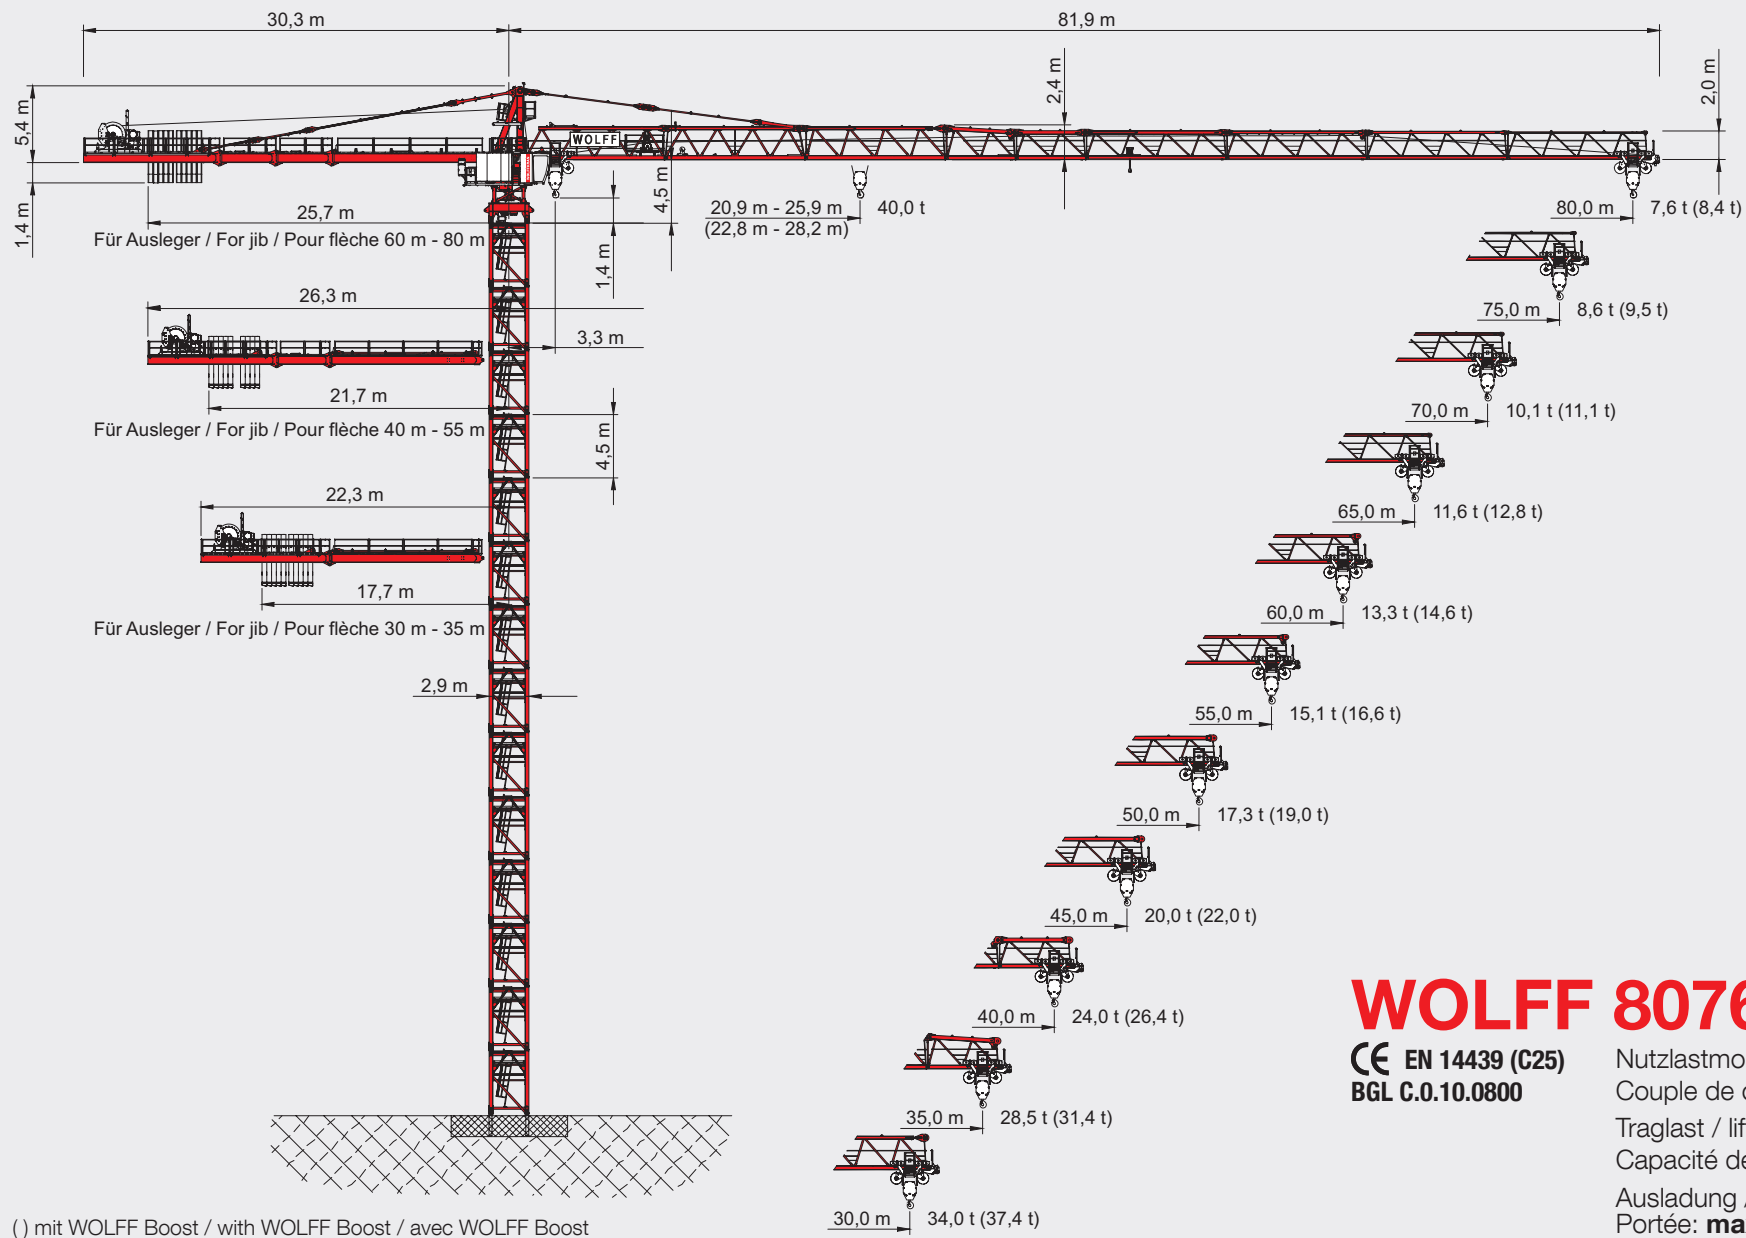 30,3 m
81,9 m
5,4 m
2,4 m
2,0 m
WOLFF
1,4 m
25,7 m
4,5 m
20,9 m - 25,9 m
(22,8 m - 28,2 m)
40,0 t
80,0 m
7,6 t (8,4 t)
Für Ausleger / For jib / Pour flèche 60 m - 80 m
1,4 m
26,3 m
75,0 m
8,6 t (9,5 t)
3,3 m
21,7 m
70,0 m
10,1 t (11,1 t)
Für Ausleger / For jib / Pour flèche 40 m - 55 m
4,5 m
22,3 m
65,0 m
11,6 t (12,8 t)
17,7 m
60,0 m
13,3 t (14,6 t)
Für Ausleger / For jib / Pour flèche 30 m - 35 m
2,9 m
55,0 m
15,1 t (16,6 t)
50,0 m
17,3 t (19,0 t)
45,0 m
20,0 t (22,0 t)
40,0 m
24,0 t (26,4 t)
35,0 m
28,5 t (31,4 t)
30,0 m
34,0 t (37,4 t)
WOLFF 8076
CE EN 14439 (C25)
BGL C.0.10.0800
Nutzlastmo
Couple de c
Traglast / lif
Capacité de
Ausladung /
Portée: ma
( ) mit WOLFF Boost / with WOLFF Boost / avec WOLFF Boost